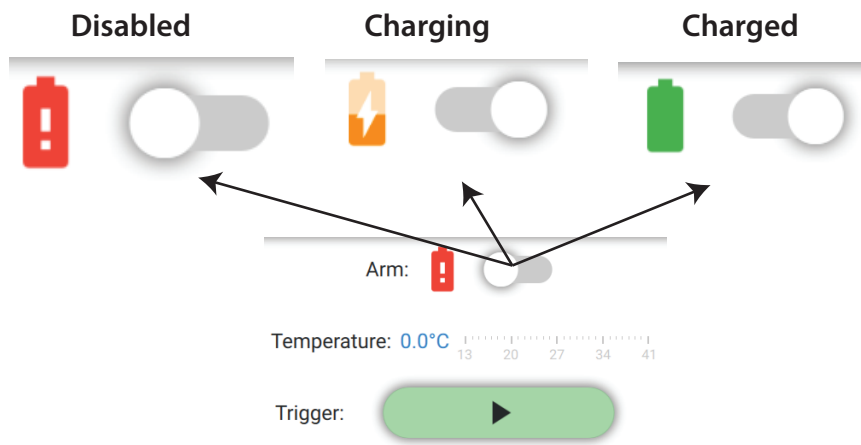 Disabled Charging Charged
Arm:
Temperature: 0.0°C
13 20 27 34 41
Trigger: